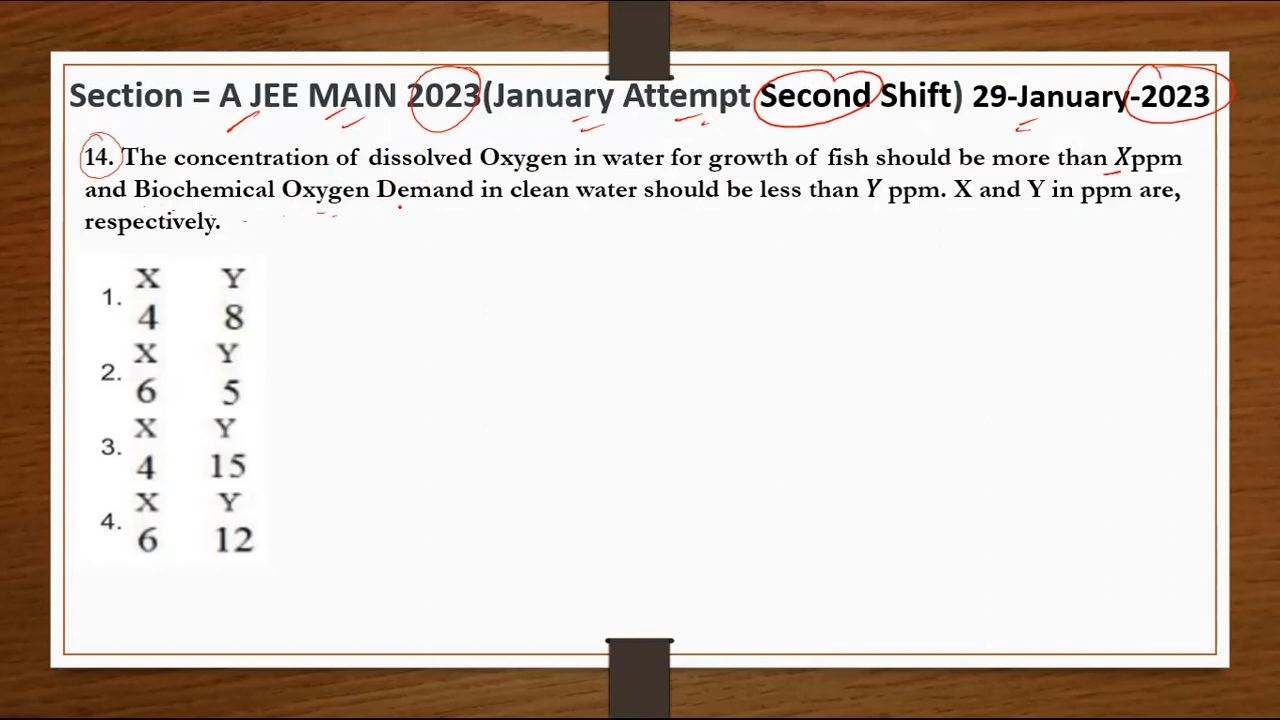 Section = A JEE MAIN 2023(January Attempt Second Shift) 29-January-2023
14. The concentration of dissolved Oxygen in water for growth of fish should be more than Xppm
and Biochemical Oxygen Demand in clean water should be less than Y ppm. X and Y in ppm are,
respectively.
1. X Y
4 8
2. X Y
6 5
3. X Y
4 15
4. X Y
6 12